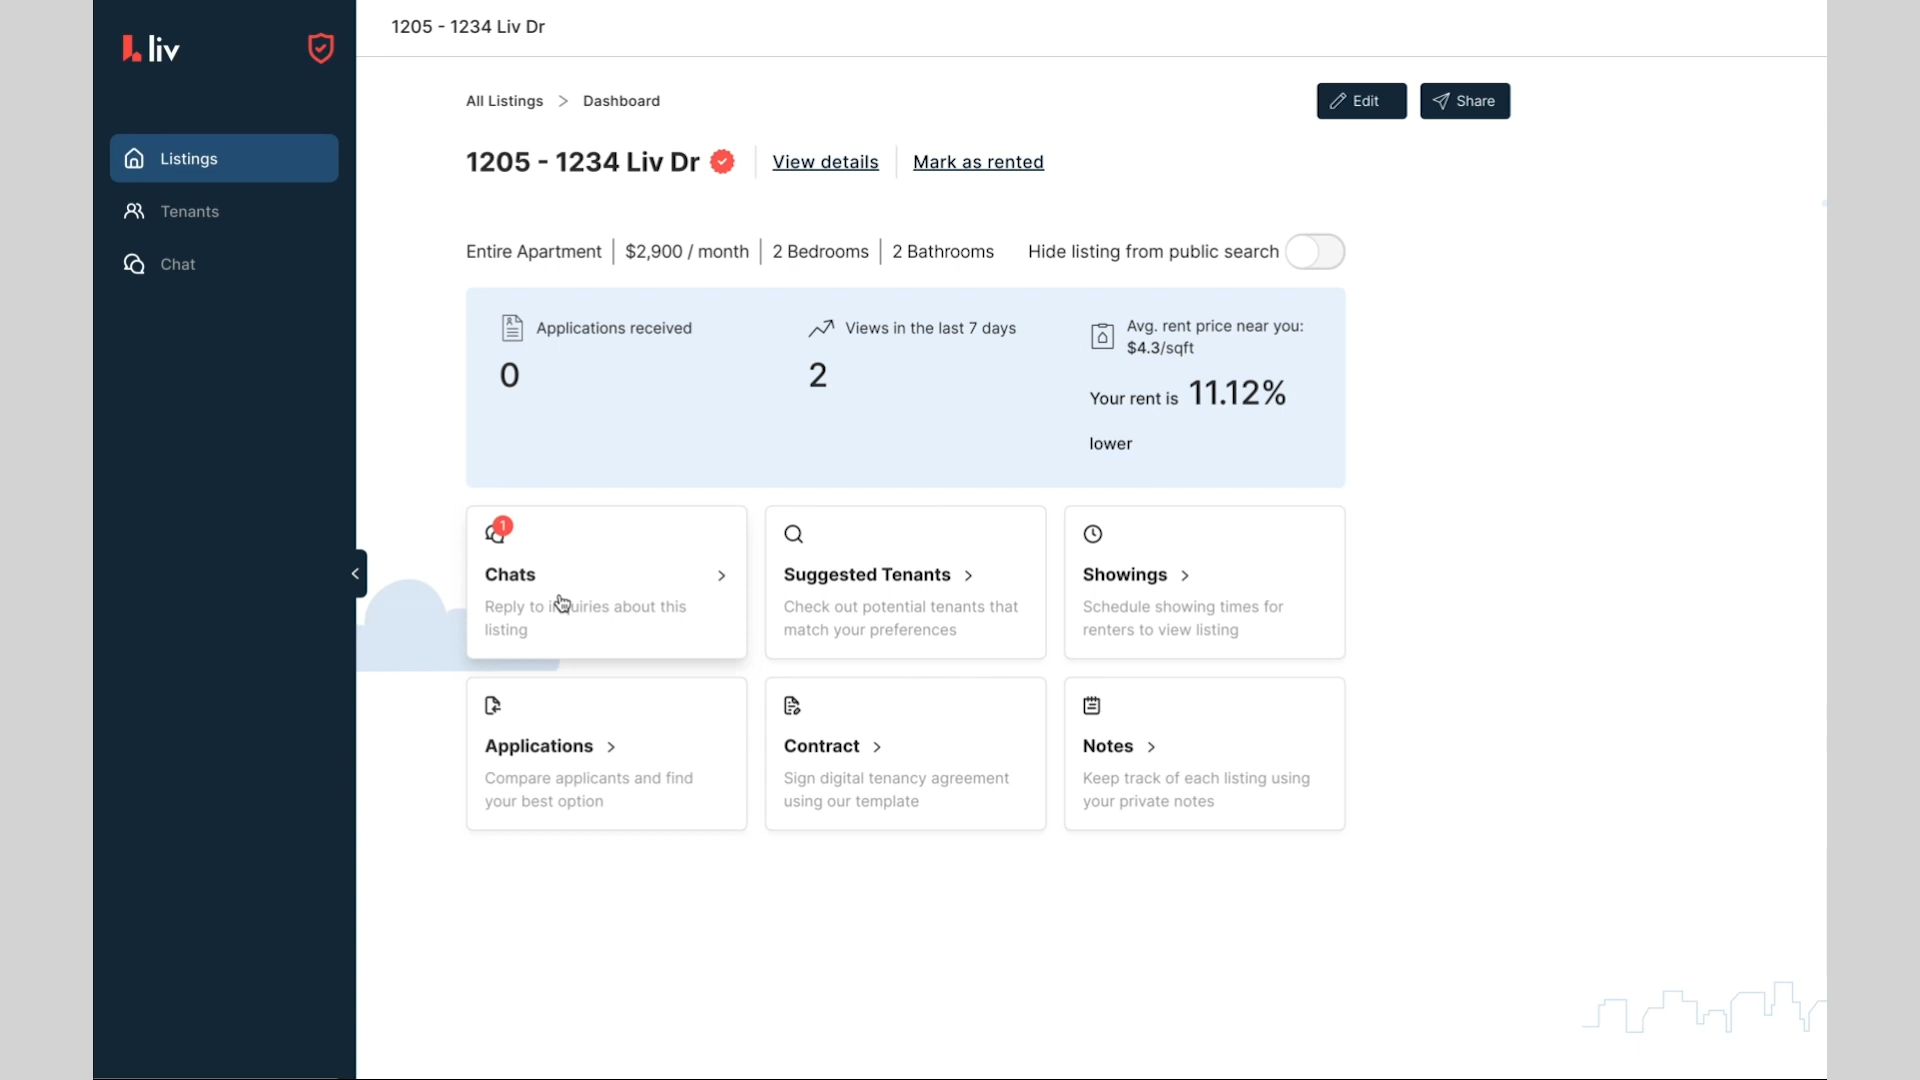 liv
1205 - 1234 Liv Dr
Listings
Tenants
Chat
All Listings > Dashboard
Edit
Share
1205 - 1234 Liv Dr
View details
Mark as rented
Entire Apartment
$2,900 / month
2 Bedrooms
2 Bathrooms
Hide listing from public search
Applications received
0
Views in the last 7 days
2
Avg. rent price near you:
$4.3/sqft
Your rent is 11.12%
lower
1
Chats
Reply to inquiries about this
listing
Suggested Tenants
Check out potential tenants that
match your preferences
Showings
Schedule showing times for
renters to view listing
Applications
Compare applicants and find
your best option
Contract
Sign digital tenancy agreement
using our template
Notes
Keep track of each listing using
your private notes